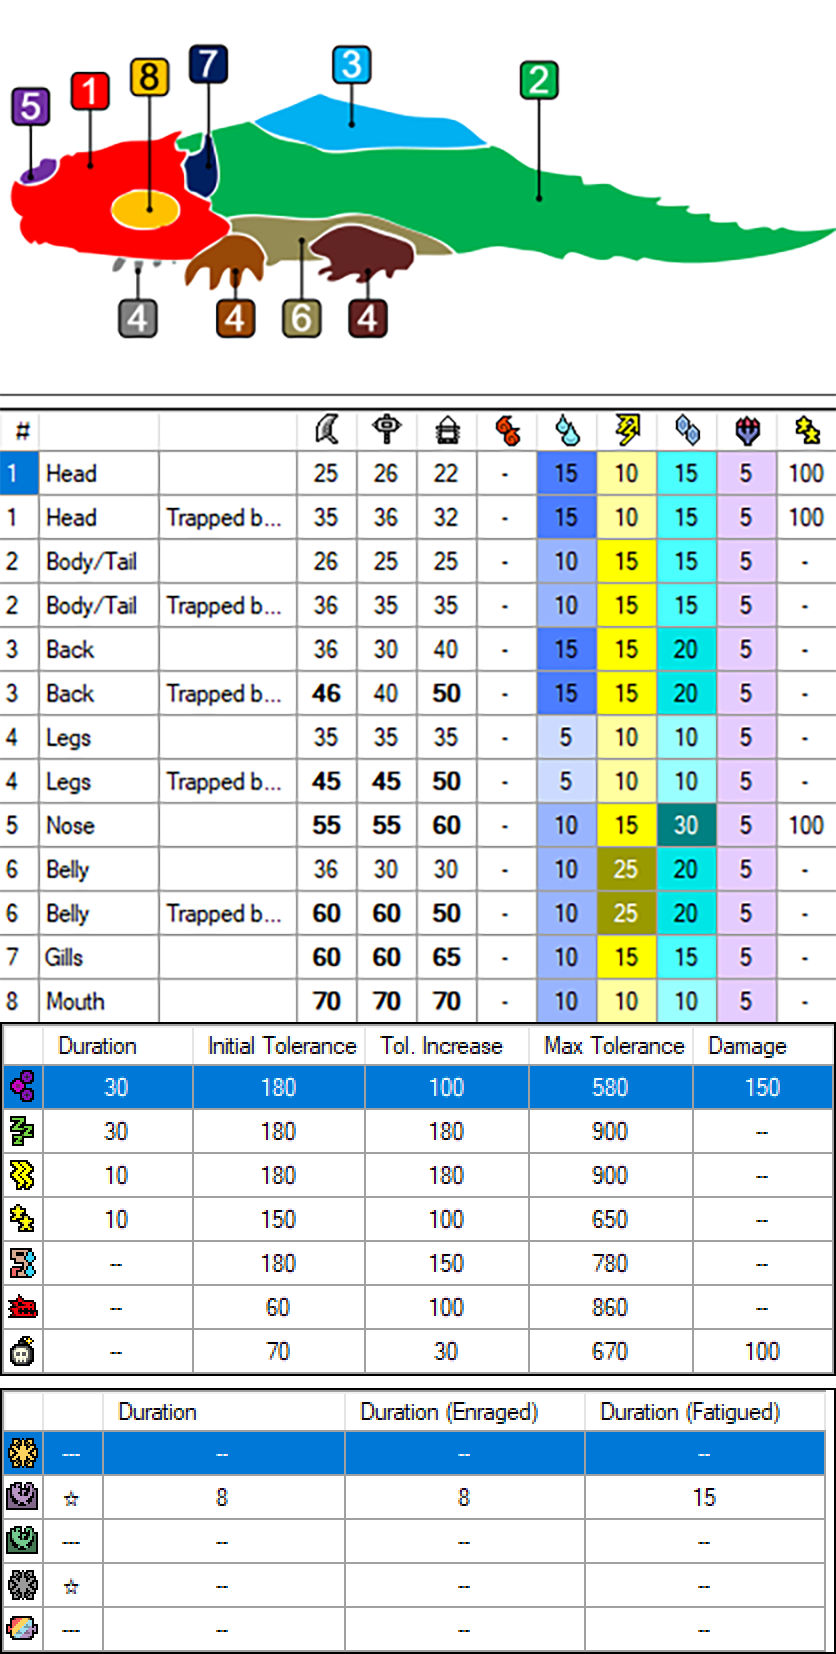 7
3
8
2
1
5
4
4
6
4
#
1 Head 25 26 22 - 15 10 15 5 100
1 Head Trapped b... 35 36 32 - 15 10 15 5 100
2 Body/Tail 26 25 25 - 10 15 15 5 -
2 Body/Tail Trapped b... 36 35 35 - 10 15 15 5 -
3 Back 36 30 40 - 15 15 20 5 -
3 Back Trapped b... 46 40 50 - 15 15 20 5 -
4 Legs 35 35 35 - 5 10 10 5 -
4 Legs Trapped b... 45 45 50 - 5 10 10 5 -
5 Nose 55 55 60 - 10 15 30 5 100
6 Belly 36 30 30 - 10 25 20 5 -
6 Belly Trapped b... 60 60 50 - 10 25 20 5 -
7 Gills 60 60 65 - 10 15 15 5 -
8 Mouth 70 70 70 - 10 10 10 5 -
Duration Initial Tolerance Tol. Increase Max Tolerance Damage
30 180 100 580 150
30 180 180 900 --
10 180 180 900 --
10 150 100 650 --
-- 180 150 780 --
-- 60 100 860 --
-- 70 30 670 100
Duration Duration (Enraged) Duration (Fatigued)
--- -- -- --
☆ 8 8 15
--- -- -- --
☆ -- -- --
--- -- -- --